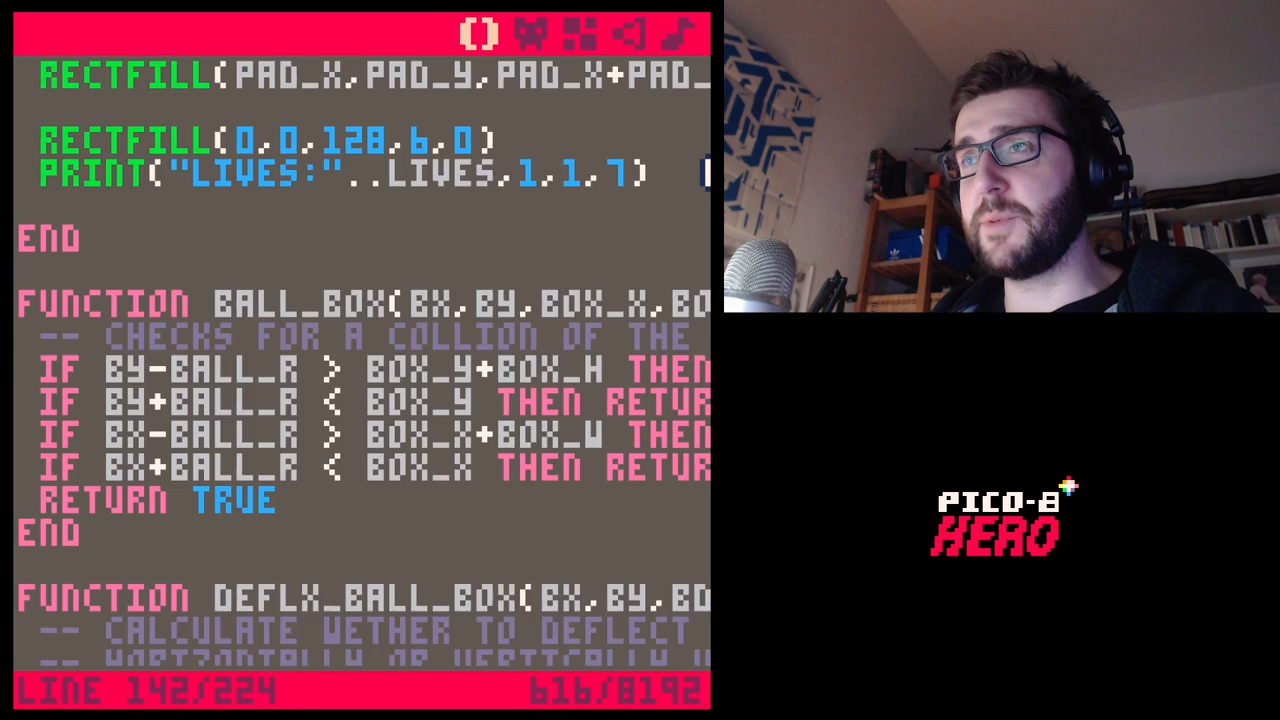 RECTFILL(PAD_X,PAD_Y,PAD_X+PAD_
RECTFILL(0,0,128,6,0)
PRINT("LIVES:"..LIVES,1,1,7)
END
FUNCTION BALL_BOX(BX,BY,BOX_X,BO
-- CHECKS FOR A COLLION OF THE
IF BY-BALL_R > BOX_Y+BOX_H THEN
IF BY+BALL_R < BOX_Y THEN RETUR
IF BX-BALL_R > BOX_X+BOX_W THEN
IF BX+BALL_R < BOX_X THEN RETUR
RETURN TRUE
END
FUNCTION DEFLX_BALL_BOX(BX,BY,BO
-- CALCULATE WETHER TO DEFLECT
-- HORIZONTALLY OR VERTICALLY W
LINE 142/224
616/8192
PICO-8
HERO